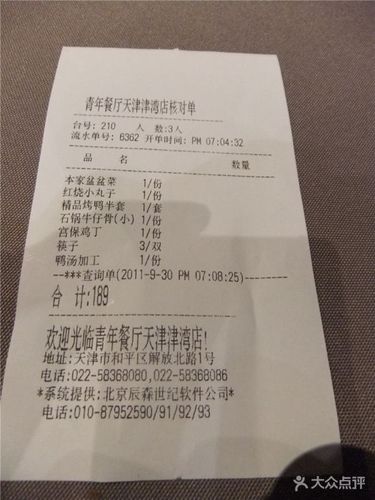 青年餐厅天津津湾店核对单
台号: 210 人 数:3人
流水单号: 6362 开单时间: PM 07:04:32
品 名 数量
本家盆盆菜 1/份
红烧小丸子 1/份
精品烤鸭半套 1/套
石锅牛仔骨(小) 1/份
宫保鸡丁 1/份
筷子 3/双
鸭汤加工 1/份
--***查询单(2011-9-30 PM 07:08:25)----
合 计:189
欢迎光临青年餐厅天津津湾店!
地址:天津市和平区解放北路1号
电话:022-58368080,022-58368086
*系统提供:北京辰森世纪软件公司*
电话:010-87952590/91/92/93
大众点评